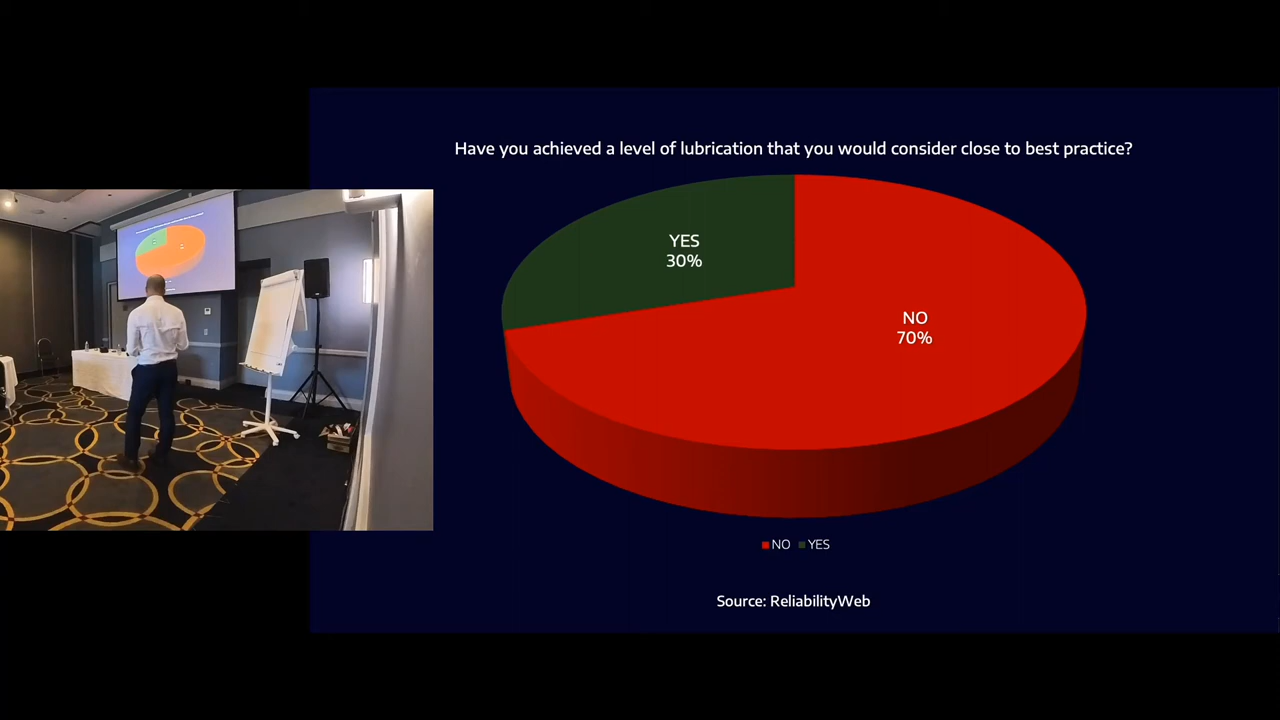 Have you achieved a level of lubrication that you would consider close to best practice?
YES
30%
NO
70%
NO YES
Source: ReliabilityWeb